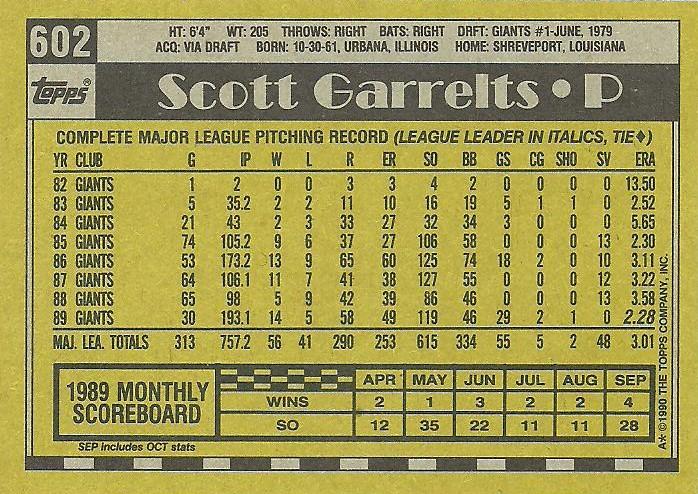 602
HT: 6'4" WT: 205 THROWS: RIGHT BATS: RIGHT DRFT: GIANTS #1-JUNE, 1979
ACQ: VIA DRAFT BORN: 10-30-61, URBANA, ILLINOIS HOME: SHREVEPORT, LOUISIANA
Topps® Scott Garrelts • P
COMPLETE MAJOR LEAGUE PITCHING RECORD (LEAGUE LEADER IN ITALICS, TIE♦)
YR CLUB G IP W L R ER SO BB GS CG SHO SV ERA
82 GIANTS 1 2 0 0 3 3 4 2 0 0 0 0 13.50
83 GIANTS 5 35.2 2 2 11 10 16 19 5 1 1 0 2.52
84 GIANTS 21 43 2 3 33 27 32 34 3 0 0 0 5.65
85 GIANTS 74 105.2 9 6 37 27 106 58 0 0 0 13 2.30
86 GIANTS 53 173.2 13 9 65 60 125 74 18 2 0 10 3.11
87 GIANTS 64 106.1 11 7 41 38 127 55 0 0 0 12 3.22
88 GIANTS 65 98 5 9 42 39 86 46 0 0 0 13 3.58
89 GIANTS 30 193.1 14 5 58 49 119 46 29 2 1 0 2.28
MAJ. LEA. TOTALS 313 757.2 56 41 290 253 615 334 55 5 2 48 3.01
1989 MONTHLY SCOREBOARD
APR MAY JUN JUL AUG SEP
WINS 2 1 3 2 2 4
SO 12 35 22 11 11 28
SEP includes OCT stats
A* ©1990 THE TOPPS COMPANY, INC.